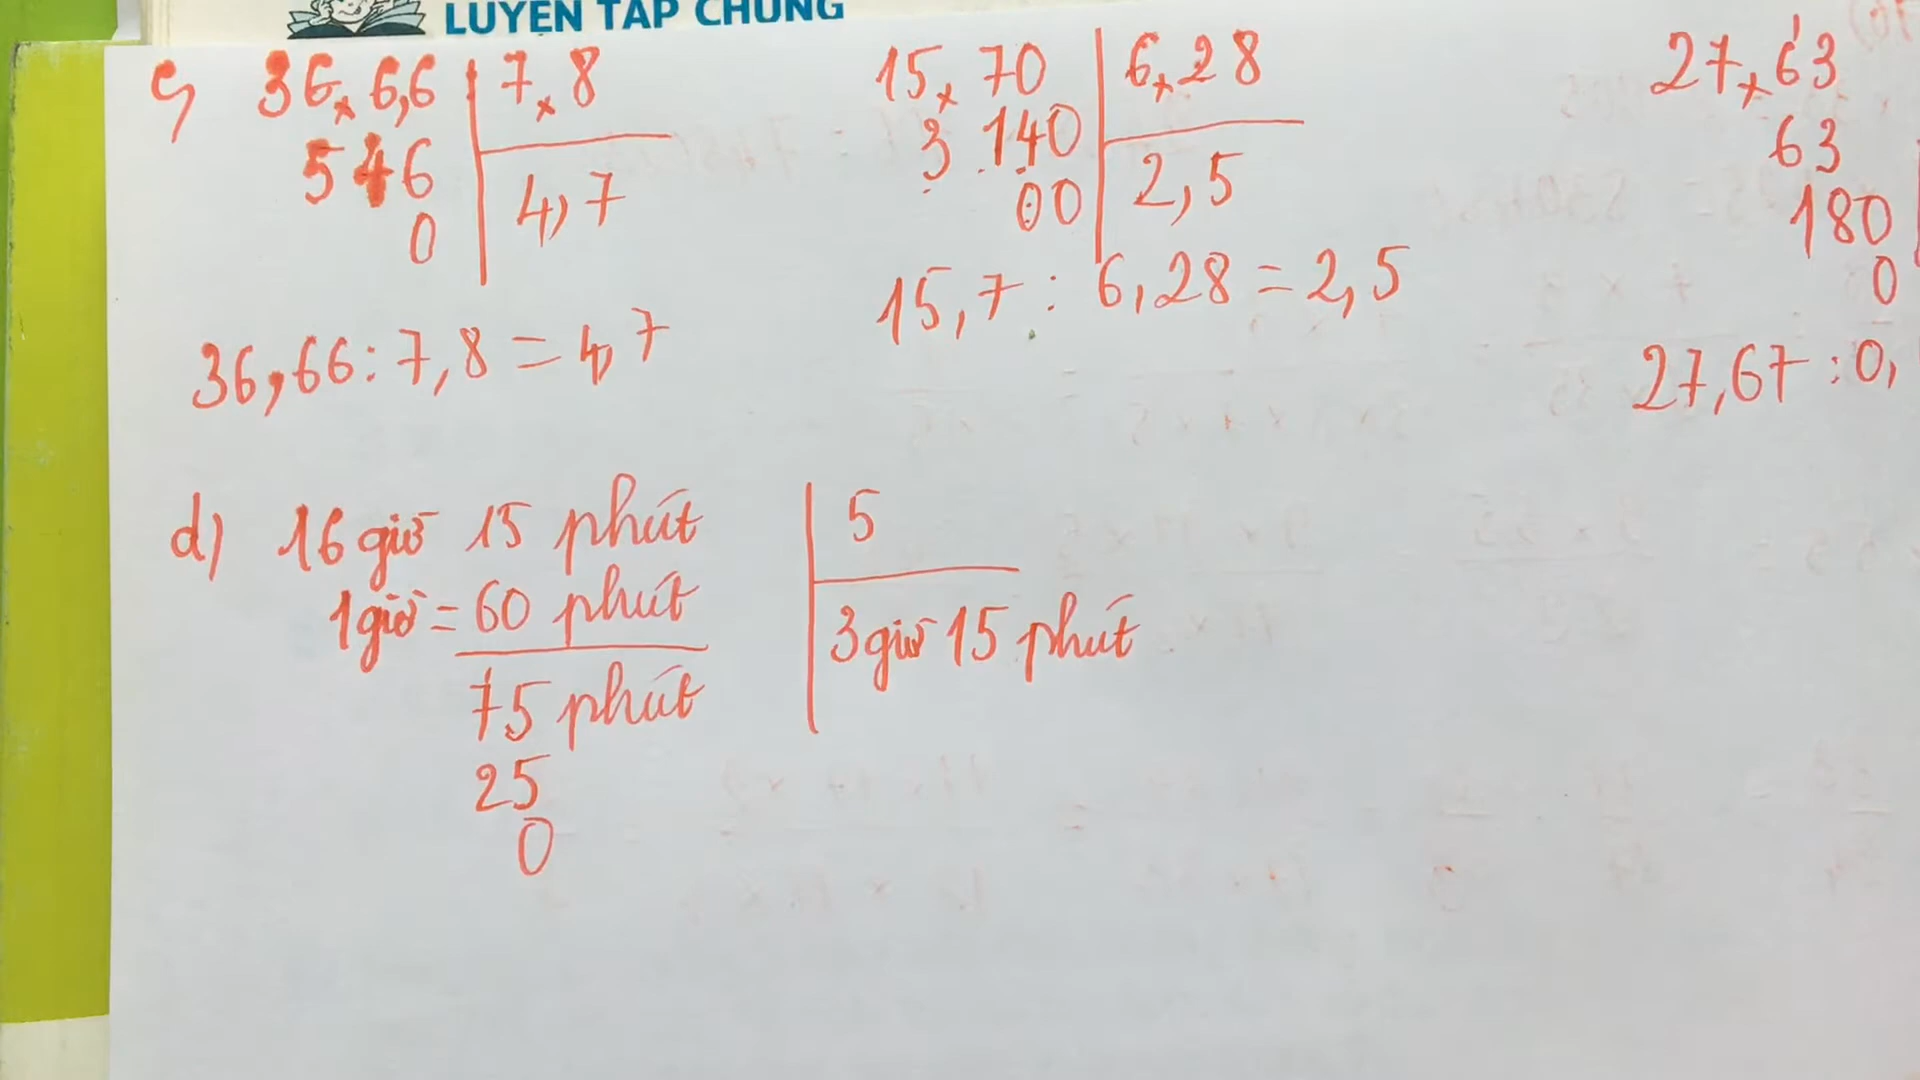 LUYỆN TẬP CHUNG
c) 36,6,6 7,8
546 4,7
0
36,66 : 7,8 = 4,7
15,70 6,28
3 140 2,5
00
15,7 : 6,28 = 2,5
27,63
63
180
0
27,67 : 0,
d) 16 giờ 15 phút 5
1 giờ = 60 phút 3 giờ 15 phút
75 phút
25
0